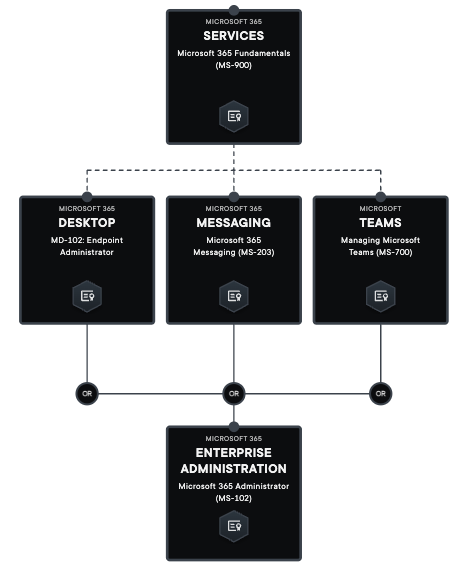 MICROSOFT 365
SERVICES
Microsoft 365 Fundamentals
(MS-900)
MICROSOFT 365
DESKTOP
MD-102: Endpoint
Administrator
MICROSOFT 365
MESSAGING
Microsoft 365
Messaging (MS-203)
MICROSOFT
TEAMS
Managing Microsoft
Teams (MS-700)
OR
OR
OR
MICROSOFT 365
ENTERPRISE
ADMINISTRATION
Microsoft 365 Administrator
(MS-102)